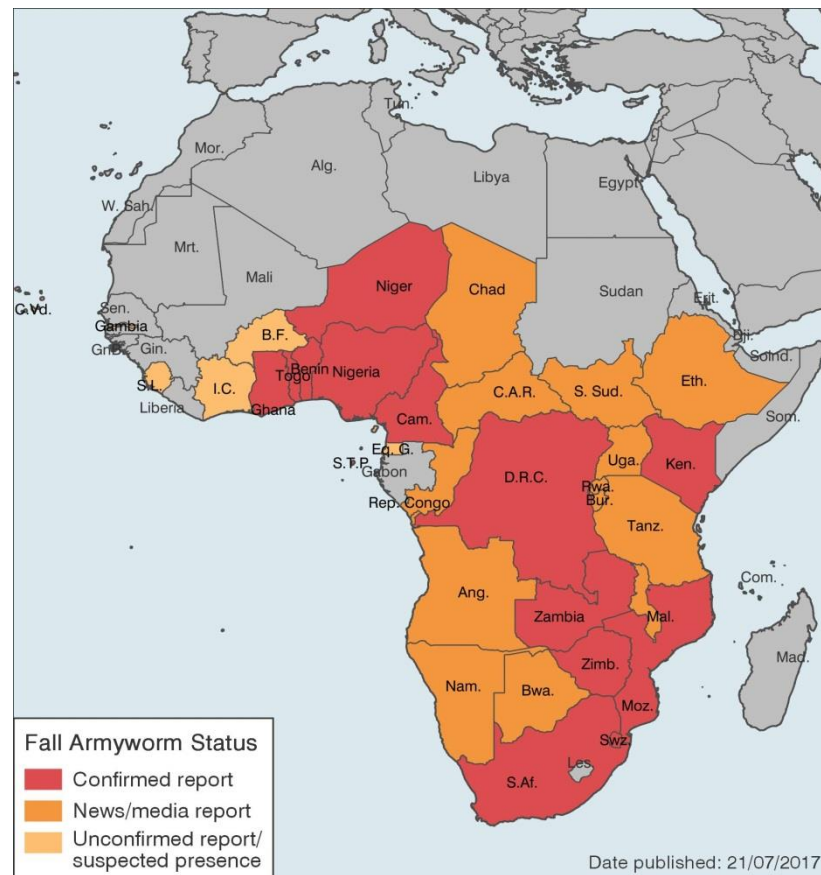 Tun.
Mor.
Alg.
Libya
Egypt
W. Sah.
Mrt.
Mali
Niger
Chad
Sudan
Erit.
C.Vd.
Sen.
Gambia
B.F.
Dji.
Gin.
Benin
Nigeria
Solnd.
S.L.
I.C.
Togo
C.A.R.
S. Sud.
Eth.
Liberia
Ghana
Cam.
Som.
Eq. G.
S.T.P.
Gabon
D.R.C.
Uga.
Ken.
Rwa.
Rep. Congo
Bur.
Tanz.
Ang.
Com.
Zambia
Mal.
Zimb.
Mad.
Nam.
Bwa.
Moz.
Swz.
Les.
S.Af.
Fall Armyworm Status
Confirmed report
News/media report
Unconfirmed report/
suspected presence
Date published: 21/07/2017